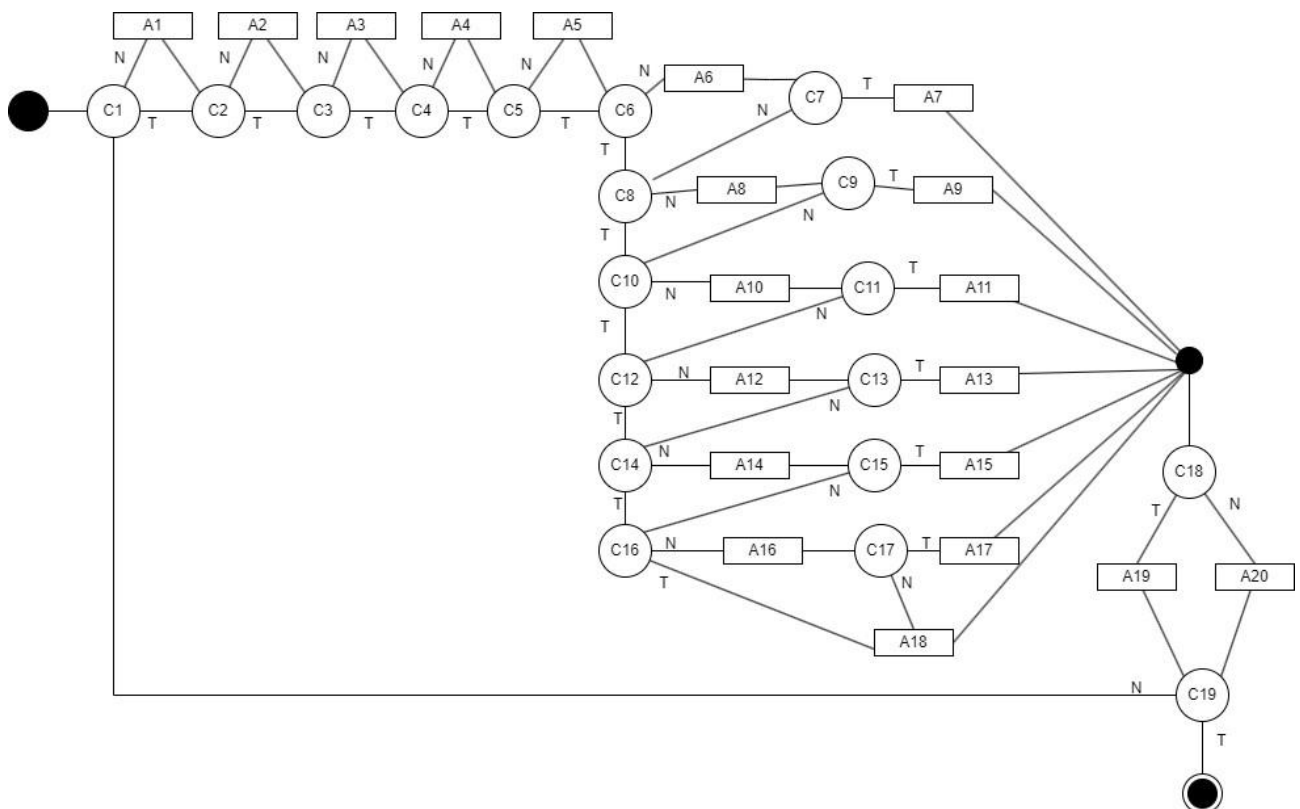 A1 A2 A3 A4 A5
N N N N N N A6 C7 T A7
C1 T C2 T C3 T C4 T C5 T C6
N
T
C8 N A8 C9 T A9
N
T
C10 N A10 C11 T A11
N
T
C12 N A12 C13 T A13
N
T
C14 N A14 C15 T A15
N
T
C16 N A16 C17 T A17
T N
A18
C18
T N
A19 A20
N C19
T